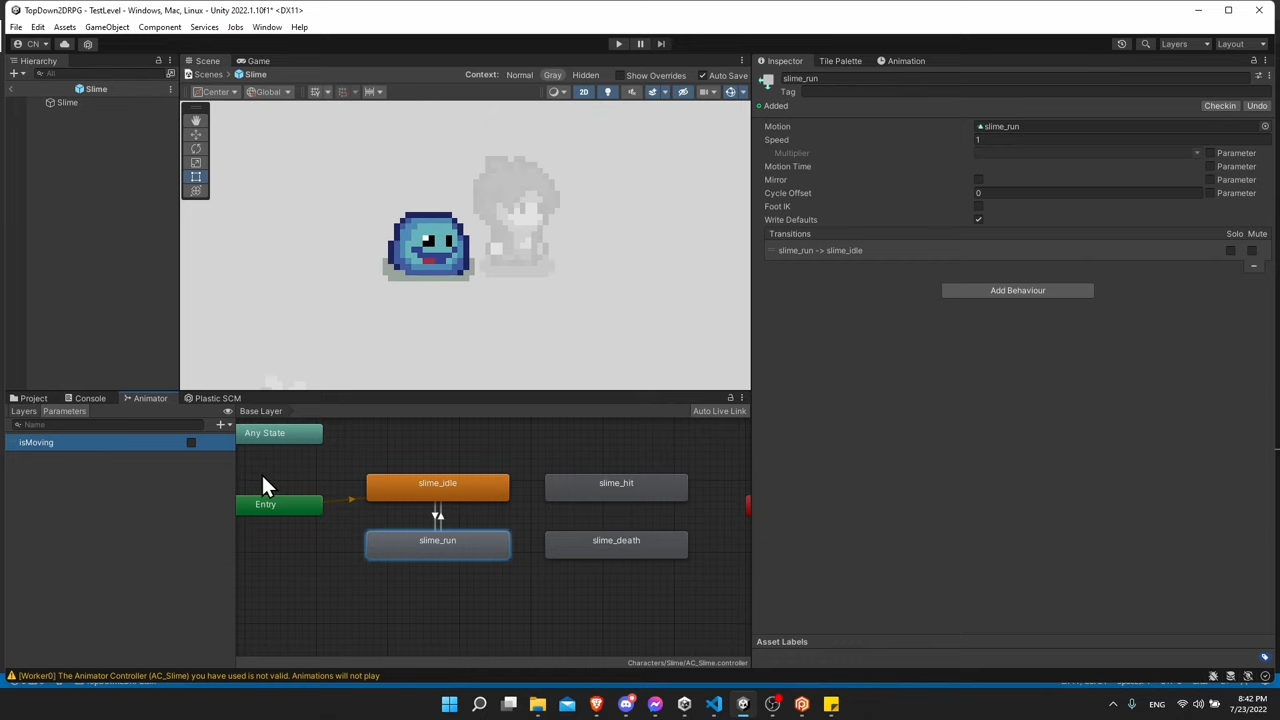 TopDown2DRPG - TestLevel - Windows, Mac, Linux - Unity 2022.1.10f1* <DX11>
File Edit Assets GameObject Component Services Jobs Window Help
CN Layers Layout
Hierarchy Scene Game Inspector Tile Palette Animation
All Scenes Slime Context: Normal Gray Hidden Show Overrides Auto Save slime_run
Slime Center Global 2D Tag
Slime
Added Checkin Undo
Motion slime_run
Speed 1
Multiplier Parameter
Motion Time Parameter
Mirror Parameter
Cycle Offset 0 Parameter
Foot IK
Write Defaults
Transitions Solo Mute
slime_run -> slime_idle
Add Behaviour
Project Console Animator Plastic SCM
Layers Parameters Base Layer Auto Live Link
Name
isMoving
Any State
slime_idle slime_hit
Entry
slime_run slime_death
Asset Labels
Characters/Slime/AC_Slime.controller
[Worker0] The Animator Controller (AC_Slime) you have used is not valid. Animations will not play
ENG 8:42 PM
7/23/2022